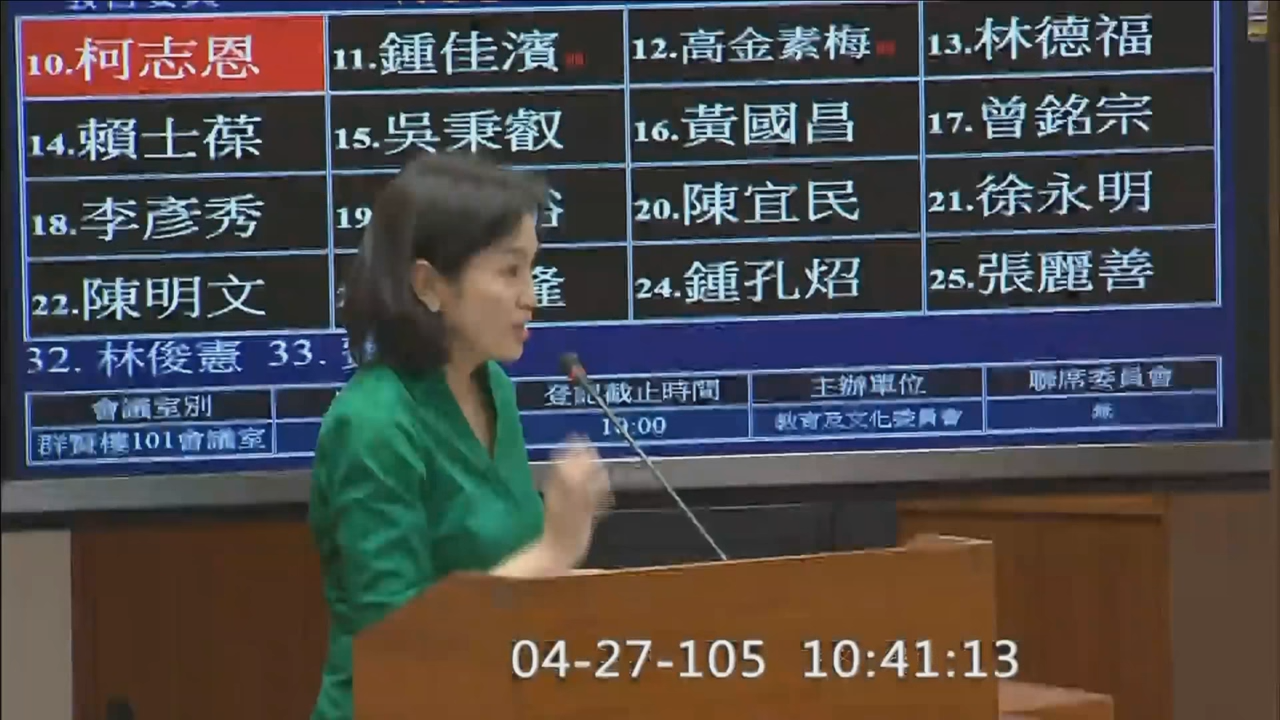 10.柯志恩 11.鍾佳濱 12.高金素梅 13.林德福
14.賴士葆 15.吳秉叡 16.黃國昌 17.曾銘宗
18.李彥秀 19 20.陳宜民 21.徐永明
22.陳明文 24.鍾孔炤 25.張麗善
32. 林俊憲 33.
會議室別 登記截止時間 主辦單位 聯席委員會
群賢樓101會議室 10:00 教育及文化委員會 無
04-27-105 10:41:13